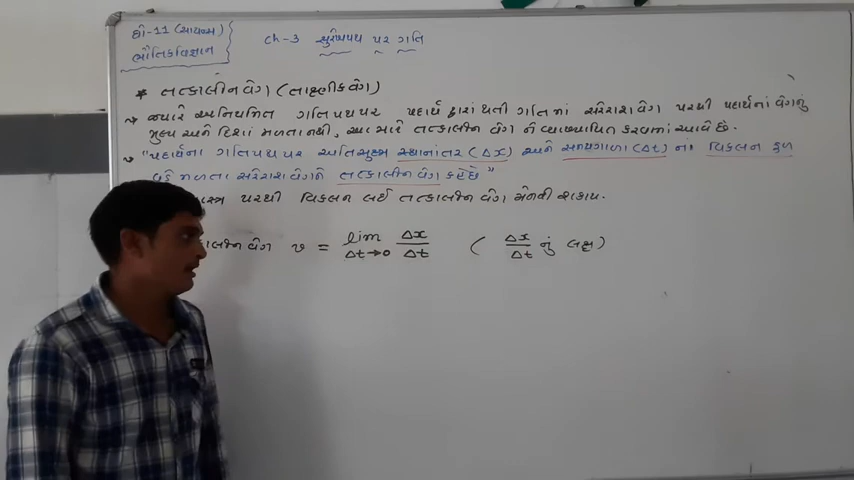 ધો-11 (સાયન્સ)
ભૌતિકવિજ્ઞાન
Ch-3 સુરેખપથ પર ગતિ
* તત્કાલીન વેગ (તાત્ક્ષણીક વેગ)
→ જ્યારે અનિયમિત ગતિપથ પર પદાર્થ દ્વારા થતી ગતિમાં સરેરાશ વેગ પરથી પદાર્થનાં વેગનું
મુલ્ય અને દિશા મળતા નથી, આ માટે તત્કાલીન વેગ ને વ્યાખ્યાયિત કરવામાં આવે છે.
→ "પદાર્થના ગતિપથ પર અતિસુક્ષ્મ સ્થાનાંતર (Δx) અને સમયગાળા (Δt) ના વિકલન ફળ
વડે મળતા સરેરાશ વેગને તત્કાલીન વેગ કહે છે"
પરથી વિકલન લઈ તત્કાલીન વેગ મેળવી શકાય.
વેગ v = lim Δt→0 Δx/Δt ( Δx/Δt નું લક્ષ )